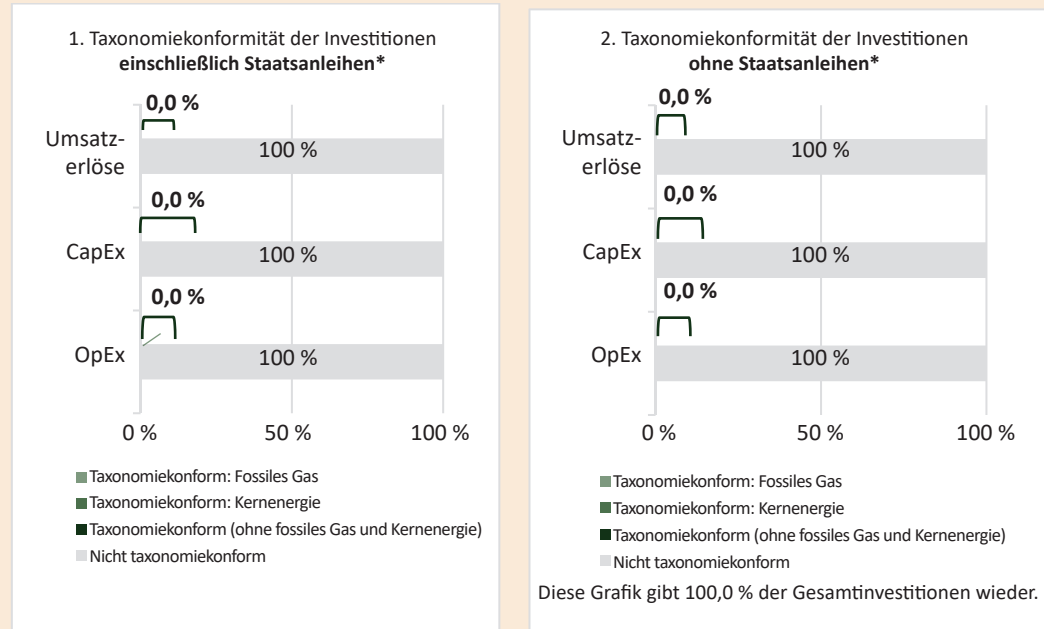 1. Taxonomiekonformität der Investitionen
einschließlich Staatsanleihen*
0,0 %
Umsatz-
erlöse
100 %
0,0 %
CapEx
100 %
0,0 %
OpEx
100 %
0 %
50 %
100 %
Taxonomiekonform: Fossiles Gas
Taxonomiekonform: Kernenergie
Taxonomiekonform (ohne fossiles Gas und Kernenergie)
Nicht taxonomiekonform
2. Taxonomiekonformität der Investitionen
ohne Staatsanleihen*
0,0 %
Umsatz-
erlöse
100 %
0,0 %
CapEx
100 %
0,0 %
OpEx
100 %
0 %
50 %
100 %
Taxonomiekonform: Fossiles Gas
Taxonomiekonform: Kernenergie
Taxonomiekonform (ohne fossiles Gas und Kernenergie)
Nicht taxonomiekonform
Diese Grafik gibt 100,0 % der Gesamtinvestitionen wieder.